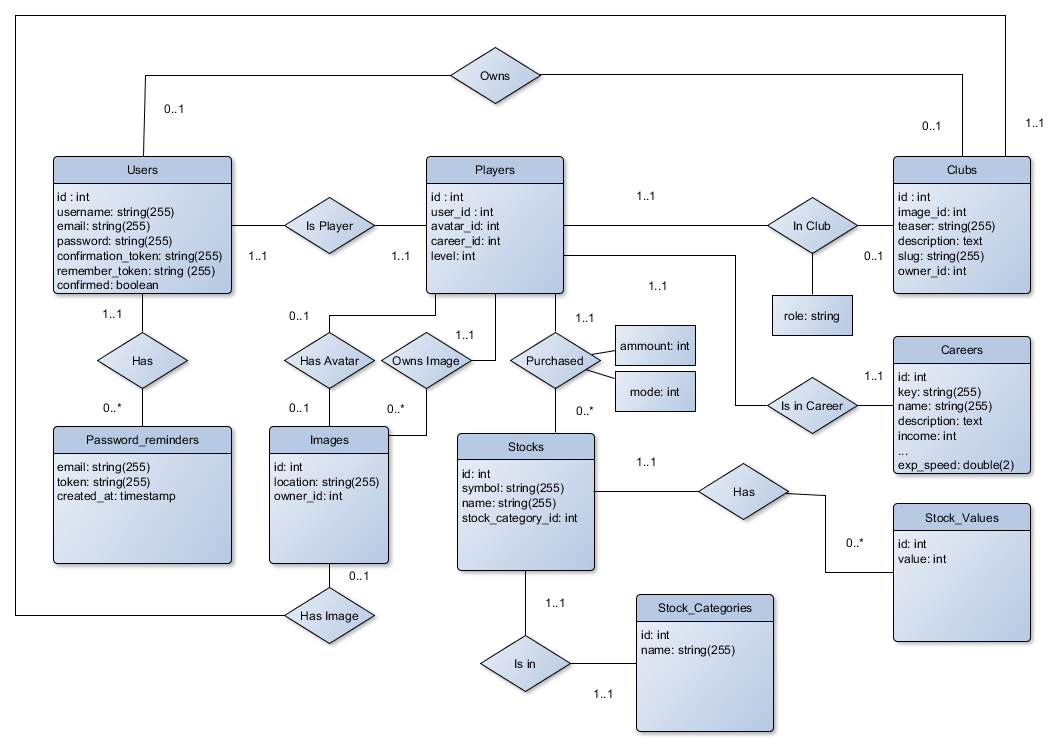 Owns
0..1
0..1
1..1
Users
id : int
username: string(255)
email: string(255)
password: string(255)
confirmation_token: string(255)
remember_token: string (255)
confirmed: boolean
Is Player
1..1
1..1
Players
id : int
user_id : int
avatar_id: int
career_id: int
level: int
1..1
In Club
0..1
role: string
Clubs
id : int
image_id: int
teaser: string(255)
description: text
slug: string(255)
owner_id: int
1..1
Has
0..*
0..1
Has Avatar
0..1
1..1
Owns Image
0..*
1..1
Purchased
0..*
ammount: int
mode: int
1..1
Is in Career
1..1
Careers
id: int
key: string(255)
name: string(255)
description: text
income: int
...
exp_speed: double(2)
Password_reminders
email: string(255)
token: string(255)
created_at: timestamp
Images
id: int
location: string(255)
owner_id: int
Stocks
id: int
symbol: string(255)
name: string(255)
stock_category_id: int
1..1
Has
0..*
Stock_Values
id: int
value: int
0..1
Has Image
1..1
Is in
1..1
Stock_Categories
id: int
name: string(255)